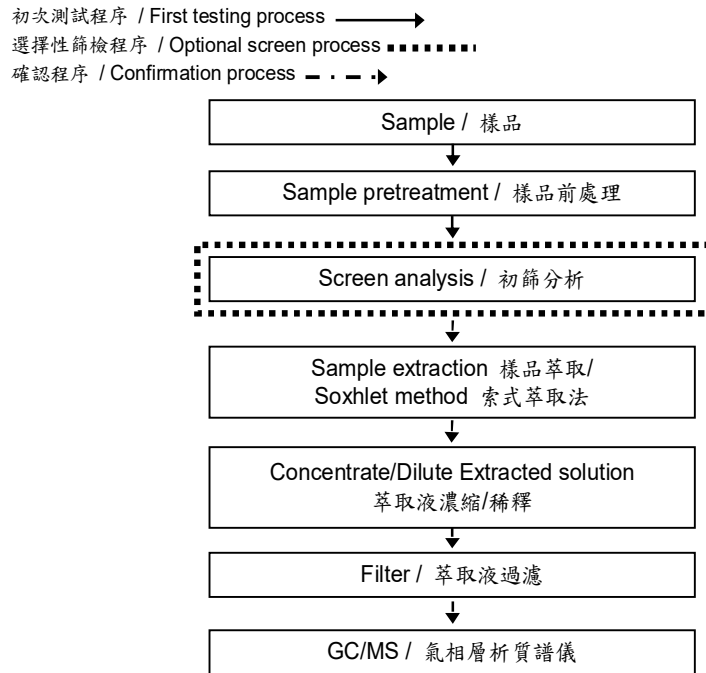 初次測試程序 / First testing process
選擇性篩檢程序 / Optional screen process
確認程序 / Confirmation process
Sample / 樣品
Sample pretreatment / 樣品前處理
Screen analysis / 初篩分析
Sample extraction 樣品萃取/
Soxhlet method 索式萃取法
Concentrate/Dilute Extracted solution
萃取液濃縮/稀釋
Filter / 萃取液過濾
GC/MS / 氣相層析質譜儀